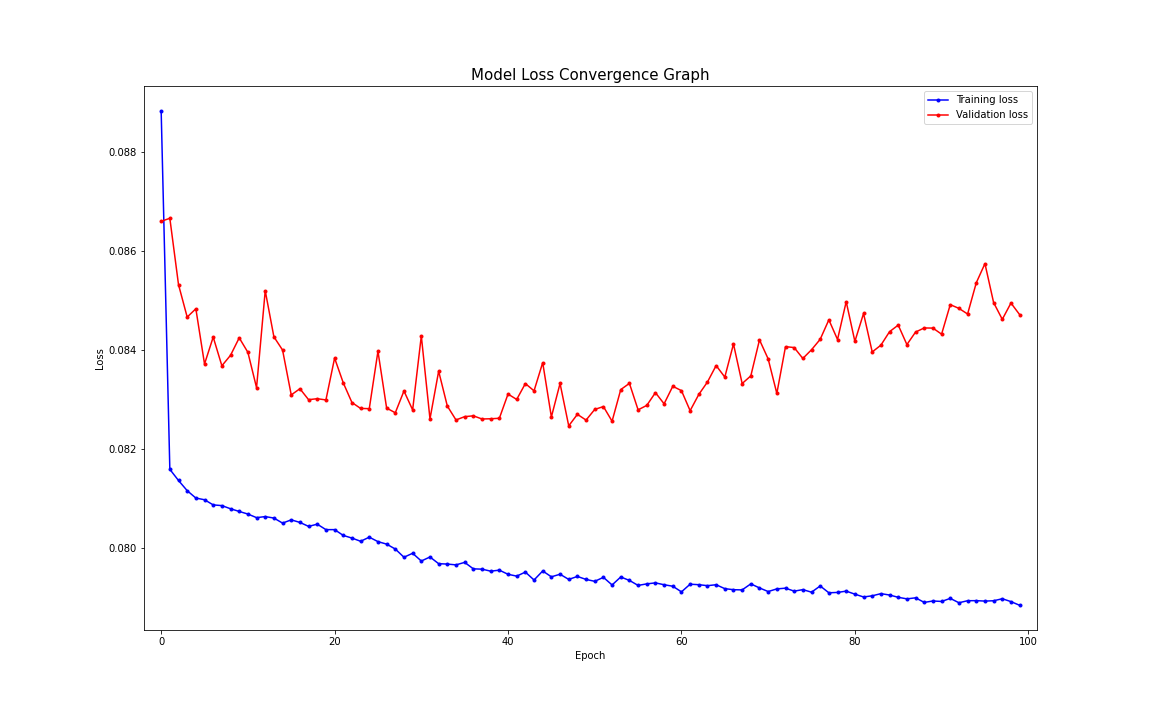 Model Loss Convergence Graph
Training loss
Validation loss
0.088
0.086
0.084
0.082
0.080
Loss
0
20
40
60
80
100
Epoch